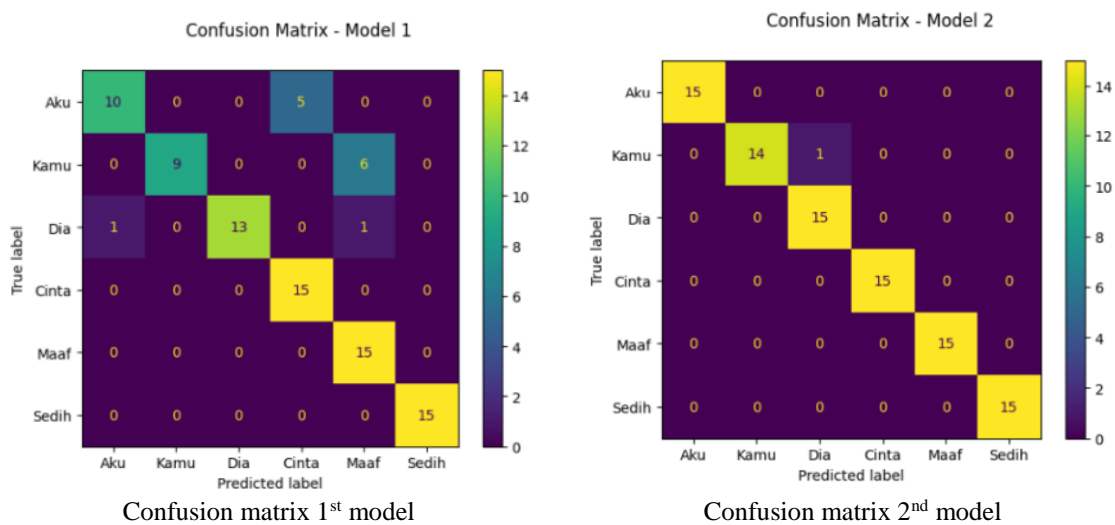 Confusion Matrix - Model 1
Aku 10 0 0 5 0 0
Kamu 0 9 0 0 6 0
Dia 1 0 13 0 1 0
Cinta 0 0 0 15 0 0
Maaf 0 0 0 0 15 0
Sedih 0 0 0 0 0 15
True label
Aku Kamu Dia Cinta Maaf Sedih
Predicted label
14
12
10
8
6
4
2
0
Confusion matrix 1st model
Confusion Matrix - Model 2
Aku 15 0 0 0 0 0
Kamu 0 14 1 0 0 0
Dia 0 0 15 0 0 0
Cinta 0 0 0 15 0 0
Maaf 0 0 0 0 15 0
Sedih 0 0 0 0 0 15
True label
Aku Kamu Dia Cinta Maaf Sedih
Predicted label
14
12
10
8
6
4
2
0
Confusion matrix 2nd model